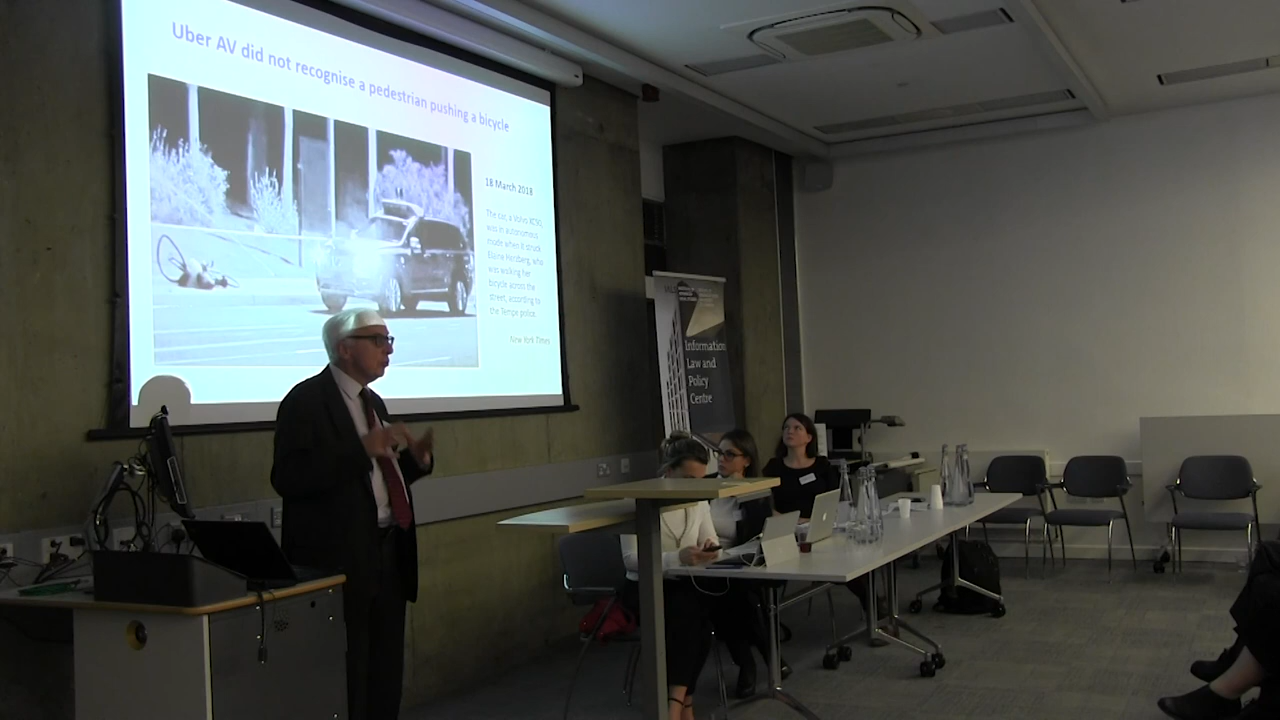 Uber AV did not recognise a pedestrian pushing a bicycle
18 March 2018
The car, a Volvo XC90,
was in autonomous
mode when it struck
Elaine Herzberg, who
was walking her
bicycle across the
street, according to
the Tempe police.
New York Times
Information
Law and
Policy
Centre